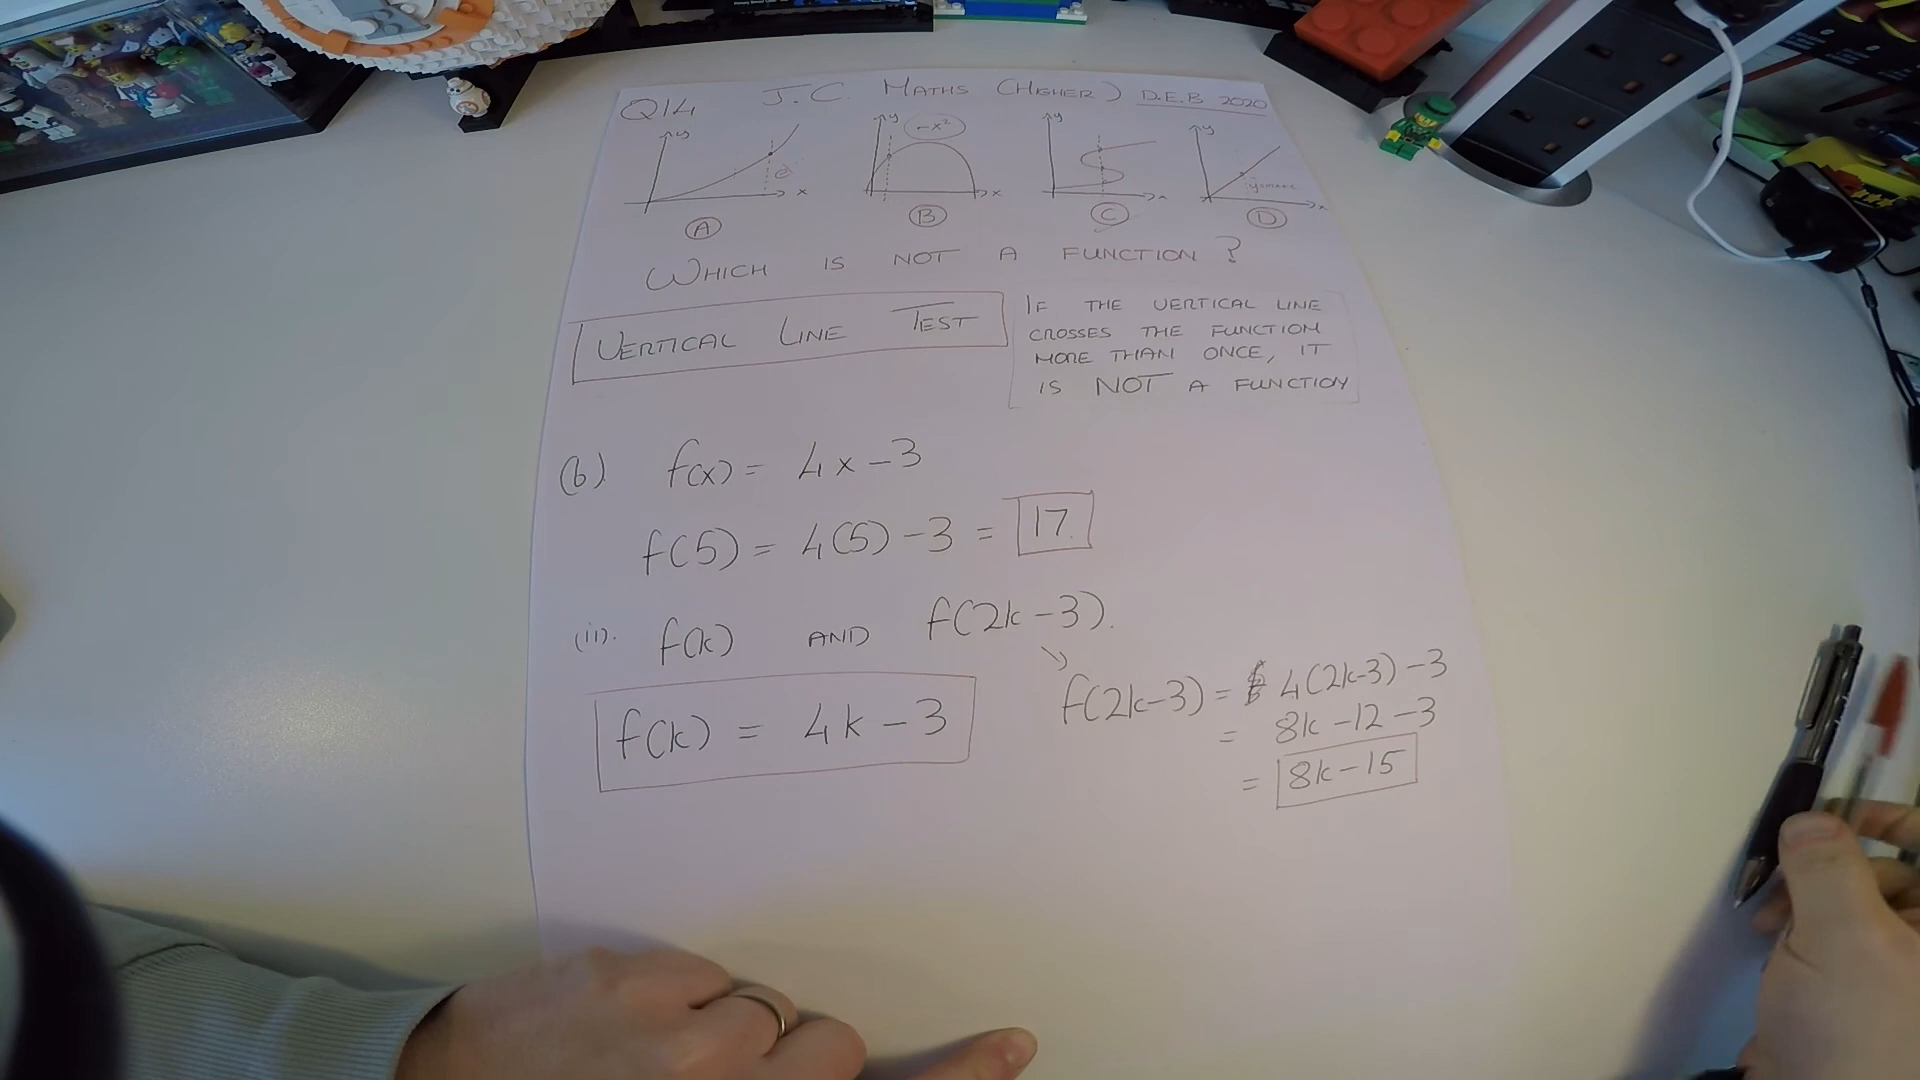 Q14 J.C. MATHS (HIGHER) D.E.B 2020
y y -x² y y
x x x x
A B C D
WHICH IS NOT A FUNCTION?
VERTICAL LINE TEST
IF THE VERTICAL LINE
CROSSES THE FUNCTION
MORE THAN ONCE, IT
IS NOT A FUNCTION
(b). f(x) = 4x - 3
f(5) = 4(5) - 3 = 17.
(ii). f(k) AND f(2k - 3).
f(k) = 4k - 3
f(2k-3) = 4(2k-3) - 3
= 8k - 12 - 3
= 8k - 15